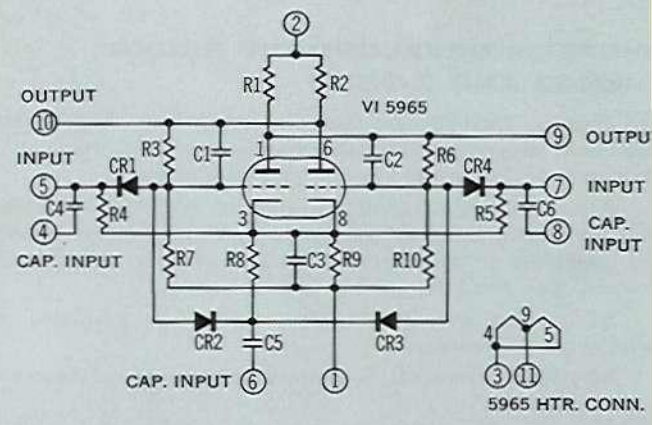 2
R1
R2
VI 5965
OUTPUT
10
9
OUTPU
R3
C1
1
6
C2
R6
INPUT
CR1
CR4
5
7
INPUT
C4
R4
3
8
R5
C6
4
8
CAP. INPUT
CAP.
INPUT
R7
R8
C3
R9
R10
CR2
C5
CR3
CAP. INPUT
6
1
4
9
5
3
11
5965 HTR. CONN.